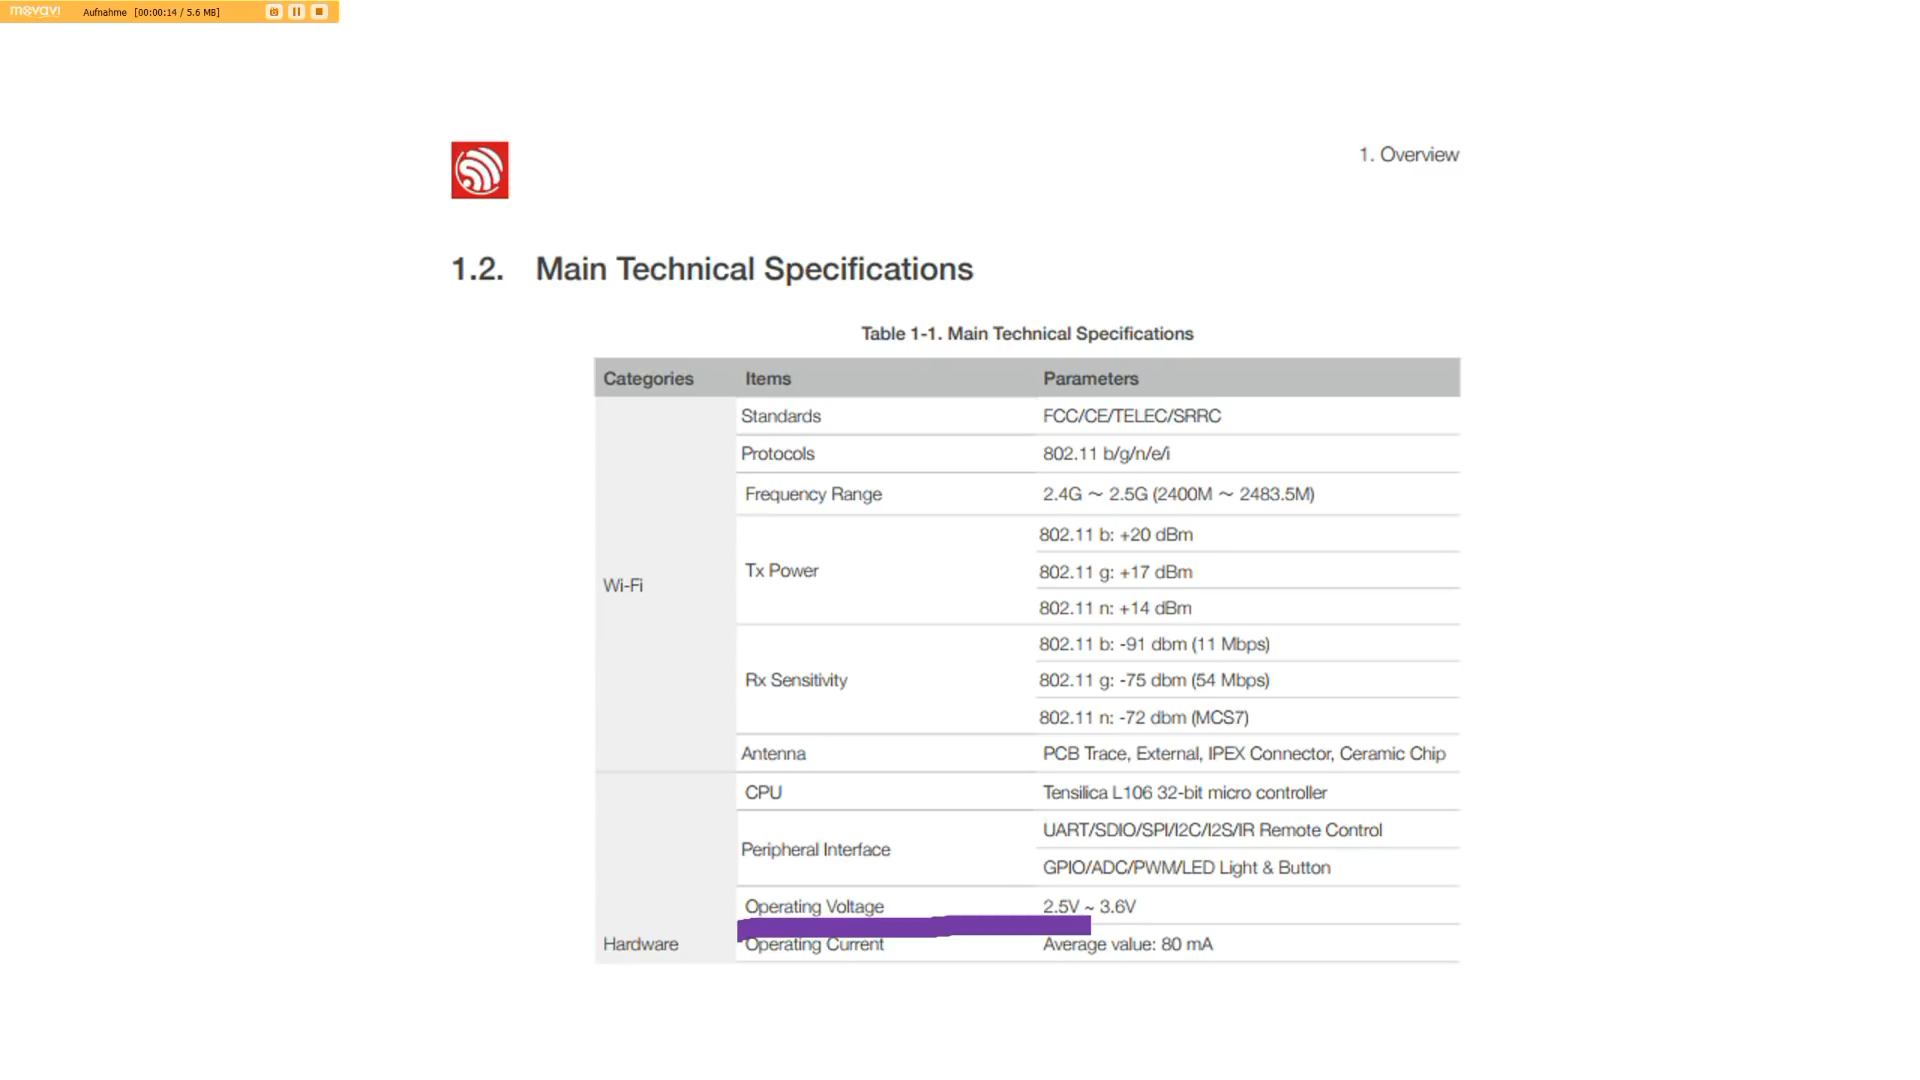 movavi Aufnahme [00:00:14 / 5.6 MB]
1. Overview
1.2. Main Technical Specifications
Table 1-1. Main Technical Specifications
Categories Items Parameters
Standards FCC/CE/TELEC/SRRC
Protocols 802.11 b/g/n/e/i
Frequency Range 2.4G ～ 2.5G (2400M ～ 2483.5M)
802.11 b: +20 dBm
Tx Power
802.11 g: +17 dBm
Wi-Fi
802.11 n: +14 dBm
802.11 b: -91 dbm (11 Mbps)
Rx Sensitivity 802.11 g: -75 dbm (54 Mbps)
802.11 n: -72 dbm (MCS7)
Antenna PCB Trace, External, IPEX Connector, Ceramic Chip
CPU Tensilica L106 32-bit micro controller
UART/SDIO/SPI/I2C/I2S/IR Remote Control
Peripheral Interface
GPIO/ADC/PWM/LED Light & Button
Operating Voltage 2.5V ~ 3.6V
Hardware Operating Current Average value: 80 mA